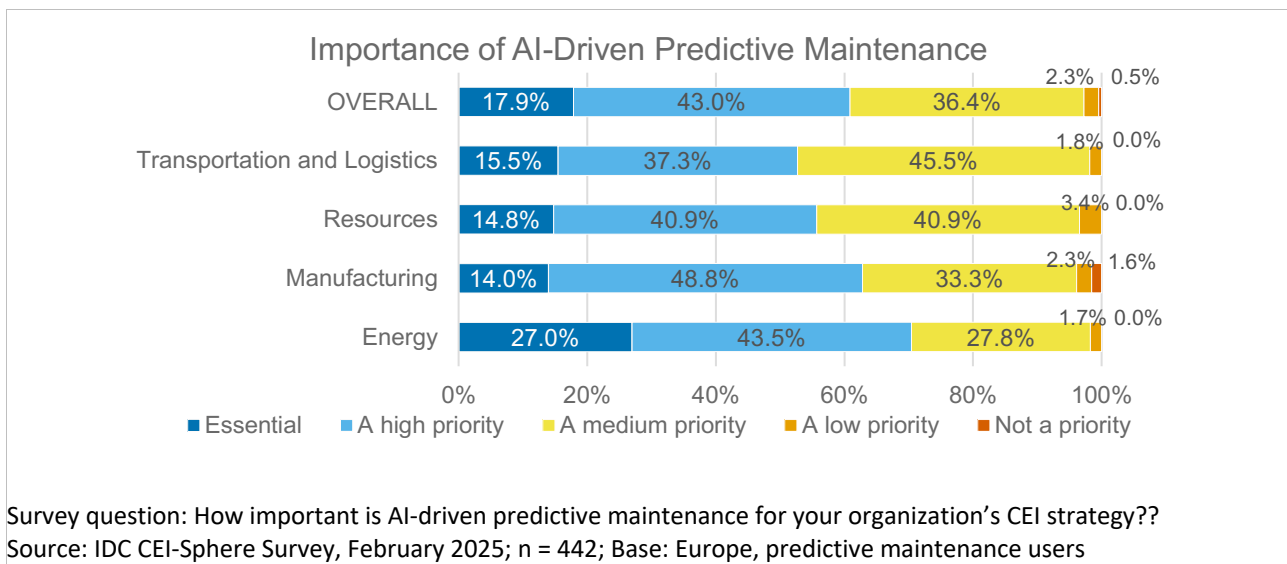 Importance of AI-Driven Predictive Maintenance
2.3% 0.5%
OVERALL 17.9% 43.0% 36.4%
1.8% 0.0%
Transportation and Logistics 15.5% 37.3% 45.5%
3.4% 0.0%
Resources 14.8% 40.9% 40.9%
2.3% 1.6%
Manufacturing 14.0% 48.8% 33.3%
1.7% 0.0%
Energy 27.0% 43.5% 27.8%
0% 20% 40% 60% 80% 100%
Essential A high priority A medium priority A low priority Not a priority
Survey question: How important is AI-driven predictive maintenance for your organization’s CEI strategy??
Source: IDC CEI-Sphere Survey, February 2025; n = 442; Base: Europe, predictive maintenance users